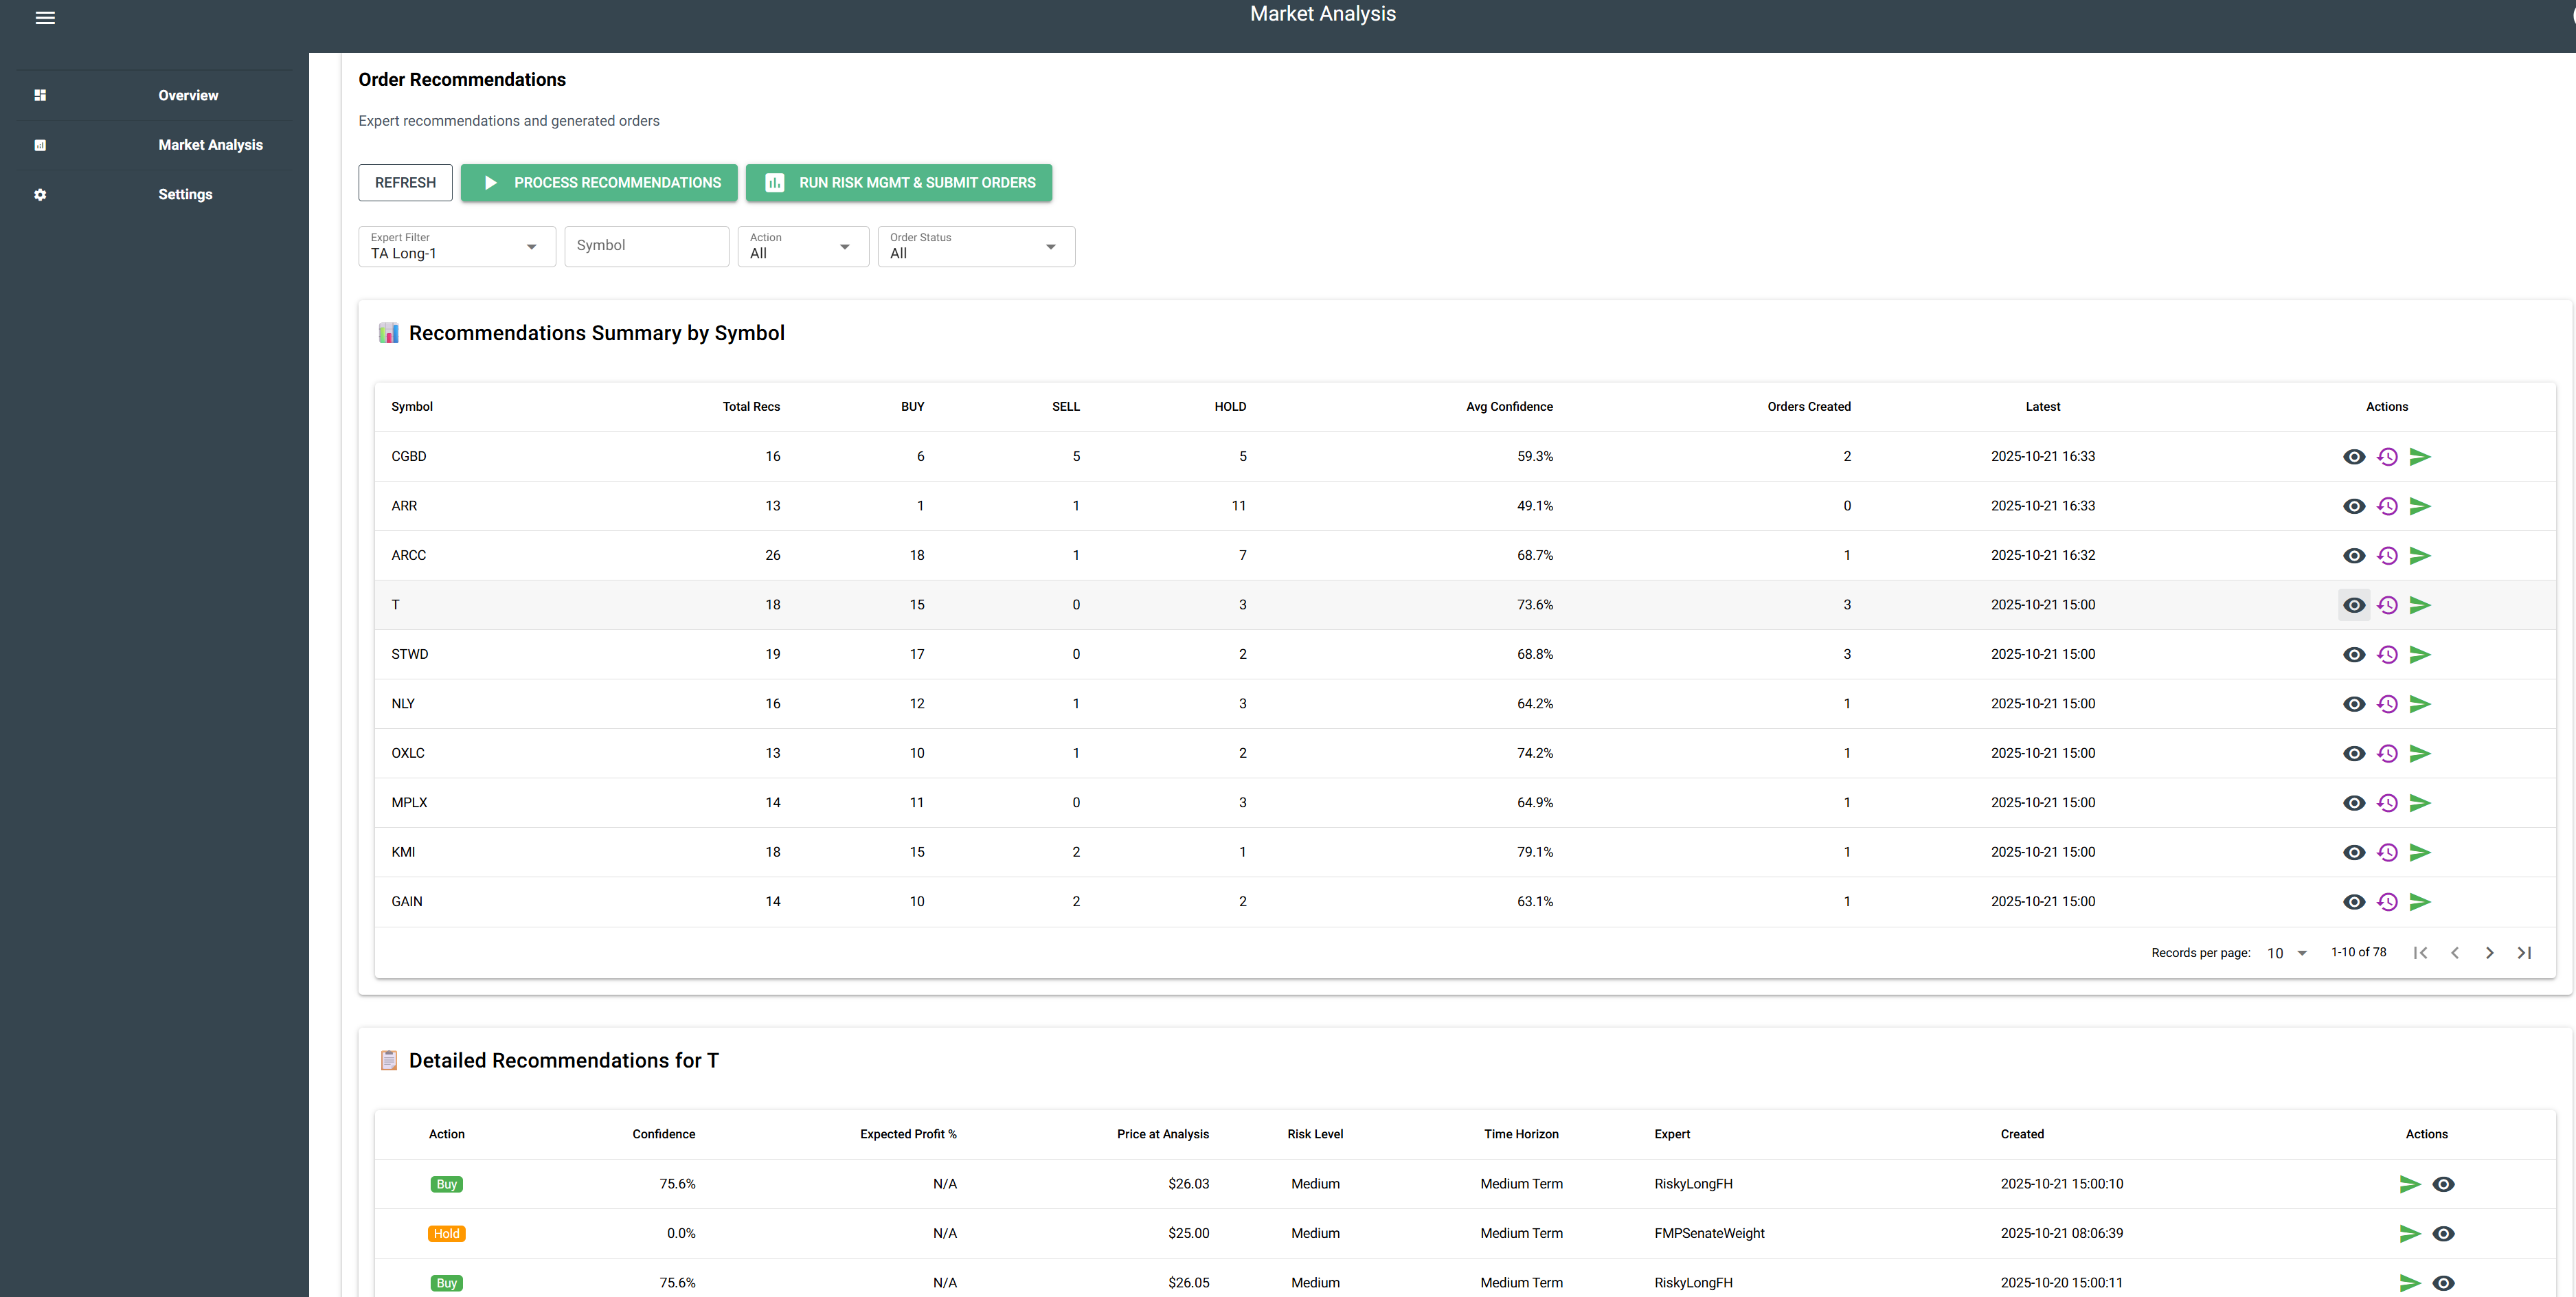 Market Analysis
Overview
Market Analysis
Settings
Order Recommendations
Expert recommendations and generated orders
REFRESH PROCESS RECOMMENDATIONS RUN RISK MGMT & SUBMIT ORDERS
Expert Filter Action Order Status
TA Long-1 Symbol All All
Recommendations Summary by Symbol
Symbol Total Recs BUY SELL HOLD Avg Confidence Orders Created Latest Actions
CGBD 16 6 5 5 59.3% 2 2025-10-21 16:33
ARR 13 1 1 11 49.1% 0 2025-10-21 16:33
ARCC 26 18 1 7 68.7% 1 2025-10-21 16:32
T 18 15 0 3 73.6% 3 2025-10-21 15:00
STWD 19 17 0 2 68.8% 3 2025-10-21 15:00
NLY 16 12 1 3 64.2% 1 2025-10-21 15:00
OXLC 13 10 1 2 74.2% 1 2025-10-21 15:00
MPLX 14 11 0 3 64.9% 1 2025-10-21 15:00
KMI 18 15 2 1 79.1% 1 2025-10-21 15:00
GAIN 14 10 2 2 63.1% 1 2025-10-21 15:00
Records per page: 10 1-10 of 78
Detailed Recommendations for T
Action Confidence Expected Profit % Price at Analysis Risk Level Time Horizon Expert Created Actions
Buy 75.6% N/A $26.03 Medium Medium Term RiskyLongFH 2025-10-21 15:00:10
Hold 0.0% N/A $25.00 Medium Medium Term FMPSenateWeight 2025-10-21 08:06:39
Buy 75.6% N/A $26.05 Medium Medium Term RiskyLongFH 2025-10-20 15:00:11